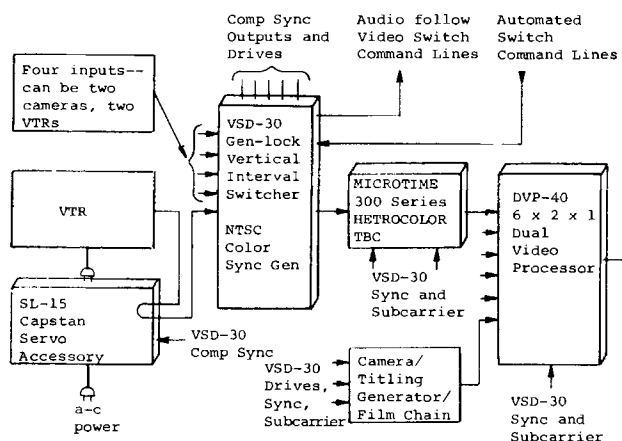 Comp Sync
Outputs and
Drives
Audio follow
Video Switch
Command Lines
Automated
Switch
Command Lines
Four inputs--
can be two
cameras, two
VTRs
VSD-30
Gen-lock
Vertical
Interval
Switcher
NTSC
Color
Sync Gen
MICROTIME
300 Series
HETROCOLOR
TBC
DVP-40
6 x 2 x 1
Dual
Video
Processor
VTR
VSD-30
Sync and
Subcarrier
SL-15
Capstan
Servo
Accessory
VSD-30
Comp Sync
a-c
power
VSD-30
Drives,
Sync,
Subcarrier
Camera/
Titling
Generator/
Film Chain
VSD-30
Sync and
Subcarrier